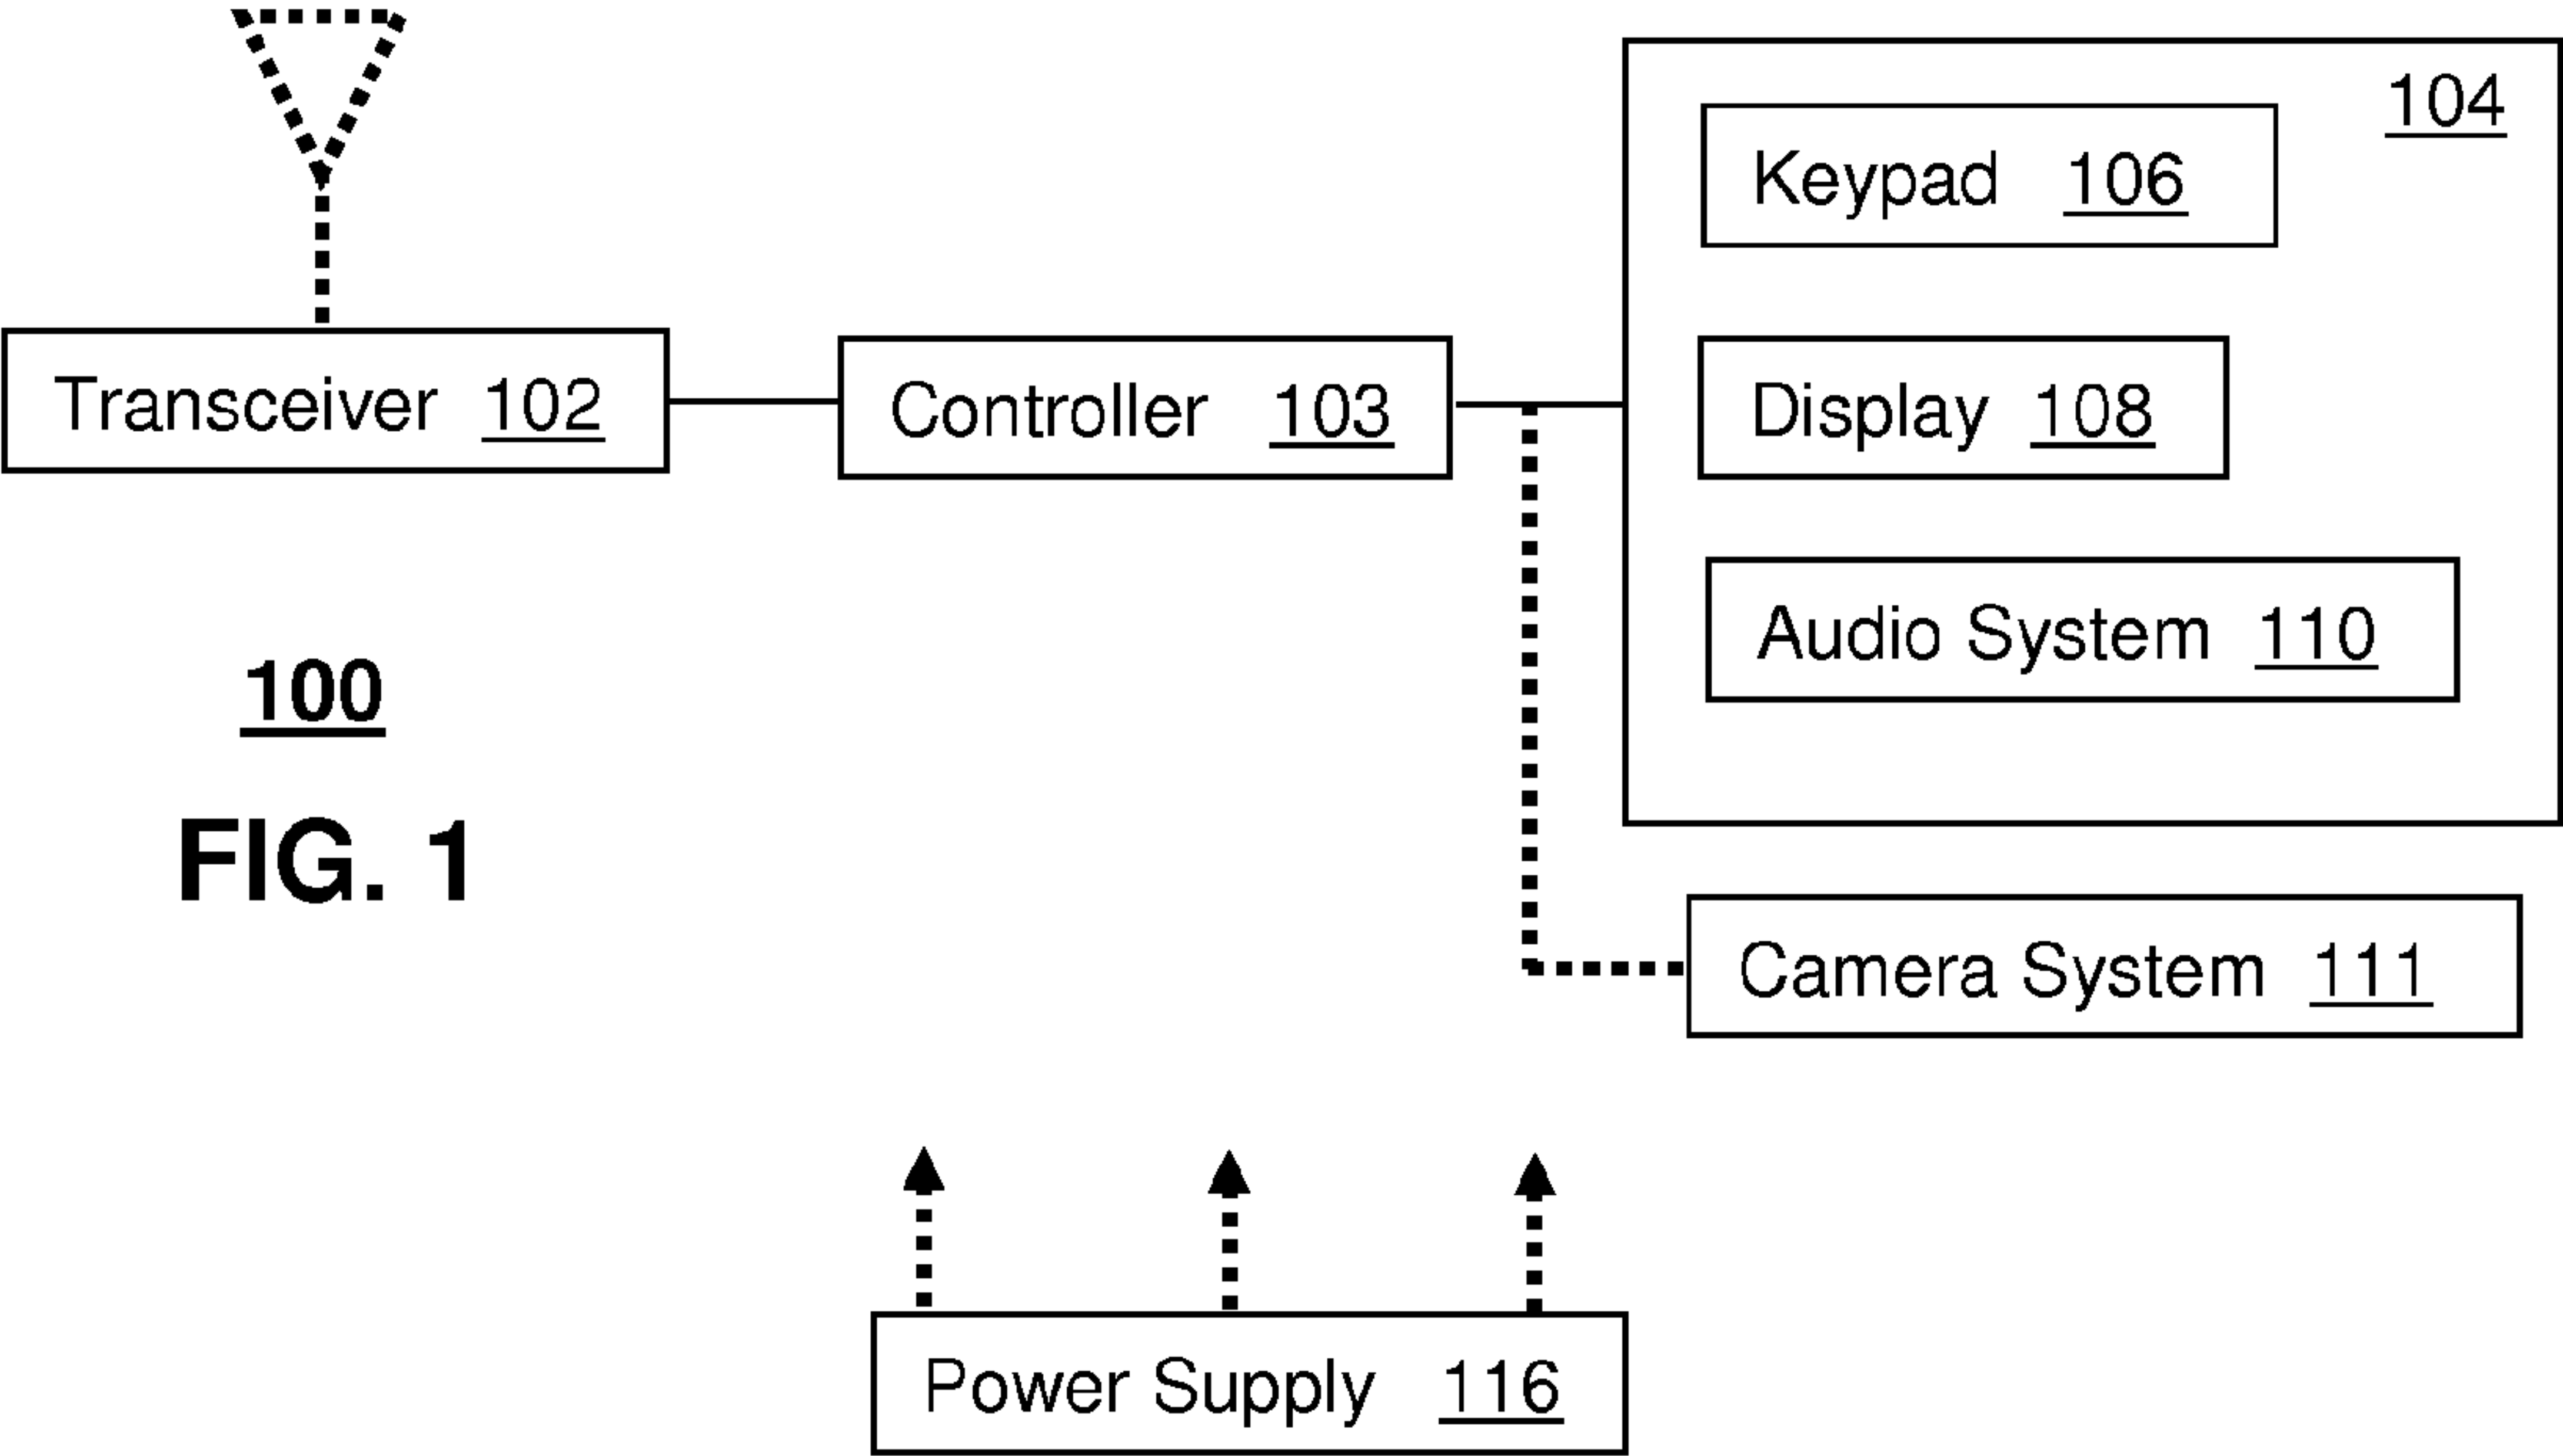 104
Keypad 106
Transceiver 102
Controller 103
Display 108
Audio System 110
100
FIG. 1
Camera System 111
Power Supply 116